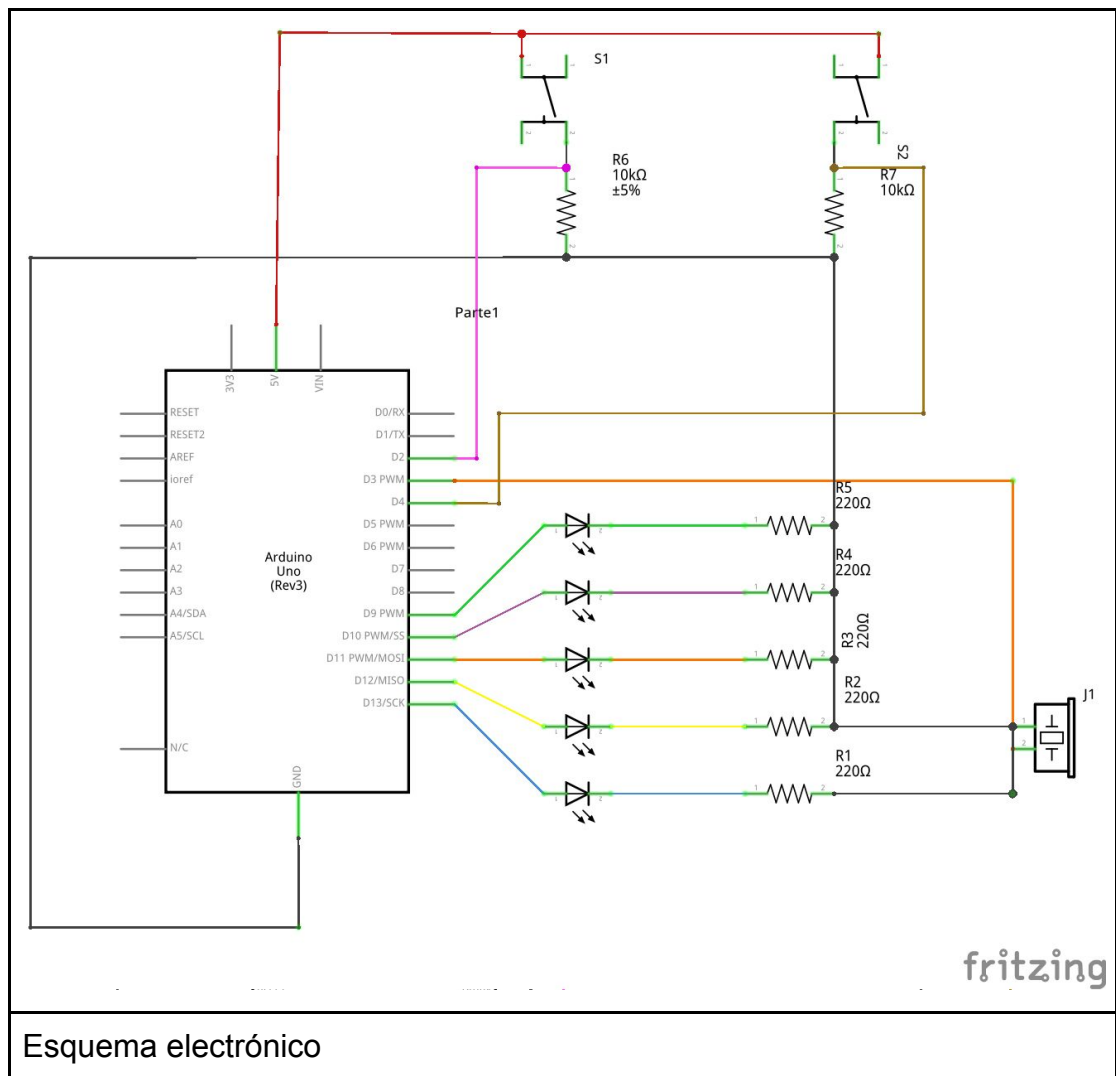 S1
R6
10kΩ
±5%
S2
R7
10kΩ
Parte1
3V3
5V
VIN
RESET
RESET2
AREF
ioref
A0
A1
A2
A3
A4/SDA
A5/SCL
N/C
Arduino
Uno
(Rev3)
D0/RX
D1/TX
D2
D3 PWM
D4
D5 PWM
D6 PWM
D7
D8
D9 PWM
D10 PWM/SS
D11 PWM/MOSI
D12/MISO
D13/SCK
GND
R5
220Ω
R4
220Ω
R3
220Ω
R2
220Ω
R1
220Ω
J1
1
2
fritzing
Esquema electrónico